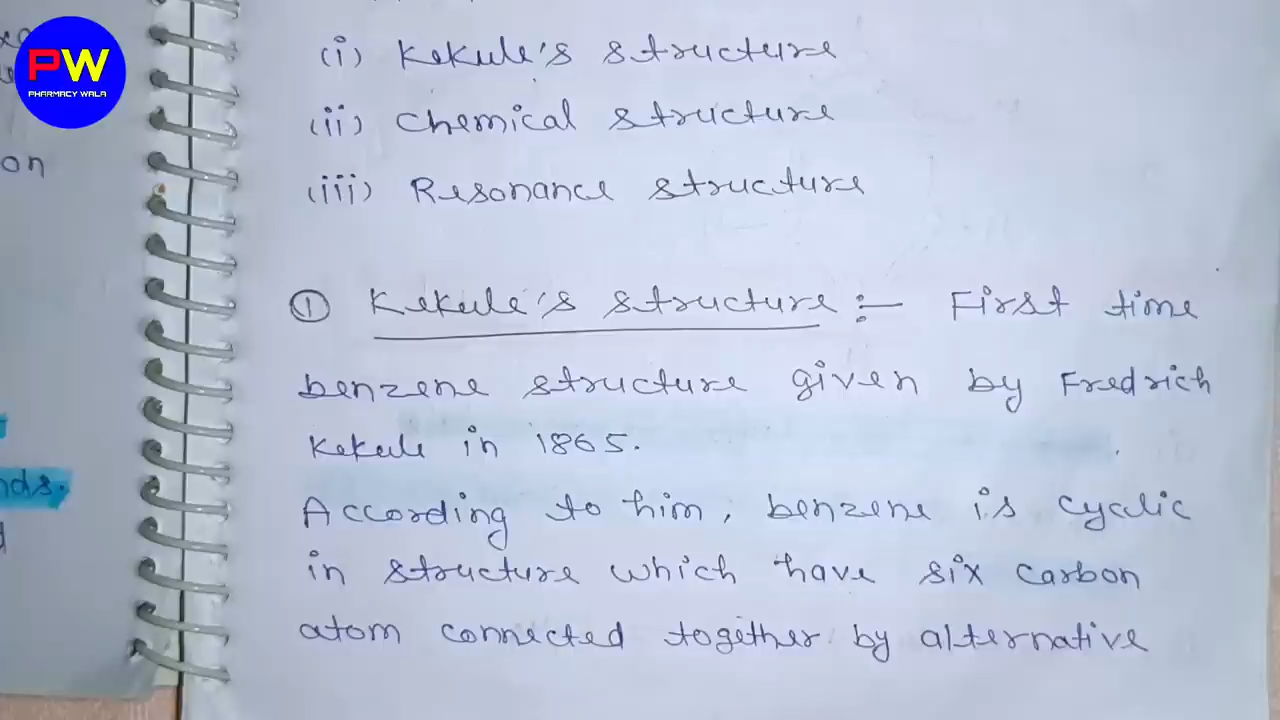 PW
PHARMACY WALA
on
nds.
(i) Kekule's structure
(ii) Chemical structure
(iii) Resonance structure
① Kekule's structure :- First time
benzene structure given by Fredrich
Kekule in 1865.
According to him, benzene is cyclic
in structure which have six carbon
atom connected together by alternative